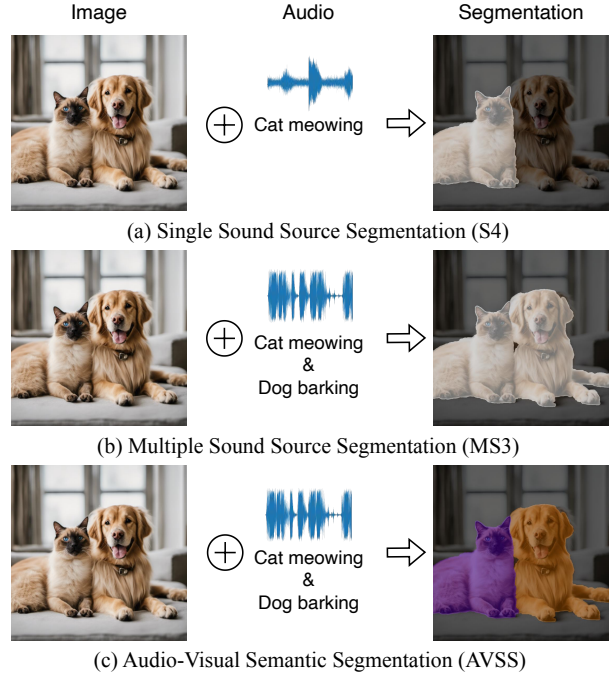 Image Audio Segmentation
Cat meowing
(a) Single Sound Source Segmentation (S4)
Cat meowing
&
Dog barking
(b) Multiple Sound Source Segmentation (MS3)
Cat meowing
&
Dog barking
(c) Audio-Visual Semantic Segmentation (AVSS)